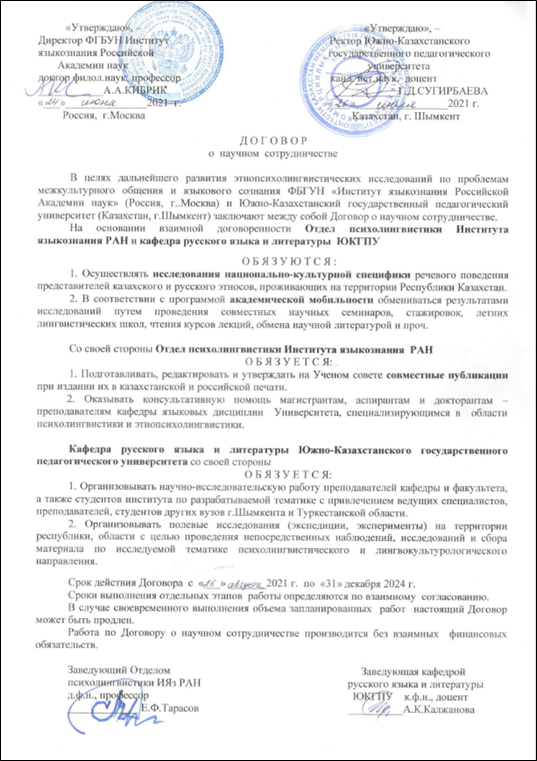 «Утверждаю», –
Директор ФГБУН Институт
языкознания Российской
Академии наук
доктор филол.наук, профессор
А.А.КИБРИК
«24» июня 2021 г.
Россия, г.Москва
«Утверждаю», –
Ректор Южно-Казахстанского
государственного педагогического
университета
канд. ист.наук, доцент
Г.Д.СУГИРБАЕВА
2021 г.
Казахстан, г. Шымкент
Д О Г О В О Р
о научном сотрудничестве
В целях дальнейшего развития этнопсихолингвистических исследований по проблемам
межкультурного общения и языкового сознания ФБГУН «Институт языкознания Российской
Академии наук» (Россия, г..Москва) и Южно-Казахстанский государственный педагогический
университет (Казахстан, г.Шымкент) заключают между собой Договор о научном сотрудничестве.
На основании взаимной договоренности Отдел психолингвистики Института
языкознания РАН и кафедра русского языка и литературы ЮКГПУ
О Б Я З У Ю Т С Я :
1. Осуществлять исследования национально-культурной специфики речевого поведения
представителей казахского и русского этносов, проживающих на территории Республики Казахстан.
2. В соответствии с программой академической мобильности обмениваться результатами
исследований путем проведения совместных научных семинаров, стажировок, летних
лингвистических школ, чтения курсов лекций, обмена научной литературой и проч.
Со своей стороны Отдел психолингвистики Института языкознания РАН
О Б Я З У Е Т С Я :
1. Подготавливать, редактировать и утверждать на Ученом совете совместные публикации
при издании их в казахстанской и российской печати.
2. Оказывать консультативную помощь магистрантам, аспирантам и докторантам –
преподавателям кафедры языковых дисциплин Университета, специализирующимся в области
психолингвистики и этнопсихолингвистики.
Кафедра русского языка и литературы Южно-Казахстанского государственного
педагогического университета со своей стороны
О Б Я З У Е Т С Я :
1. Организовывать научно-исследовательскую работу преподавателей кафедры и факультета,
а также студентов института по разрабатываемой тематике с привлечением ведущих специалистов,
преподавателей, студентов других вузов г.Шымкента и Туркестанской области.
2. Организовывать полевые исследования (экспедиции, эксперименты) на территории
республики, области с целью проведения непосредственных наблюдений, исследований и сбора
материала по исследуемой тематике психолингвистического и лингвокультурологического
направления.
Срок действия Договора с 2021 г. по «31» декабря 2024 г.
Сроки выполнения отдельных этапов работы определяются по взаимному согласованию.
В случае своевременного выполнения объема запланированных работ настоящий Договор
может быть продлен.
Работа по Договору о научном сотрудничестве производится без взаимных финансовых
обязательств.
Заведующий Отделом
психолингвистики ИЯз РАН
д.ф.н., профессор
Е.Ф.Тарасов
Заведующая кафедрой
русского языка и литературы
ЮКГПУ к.ф.н., доцент
А.К.Калжанова